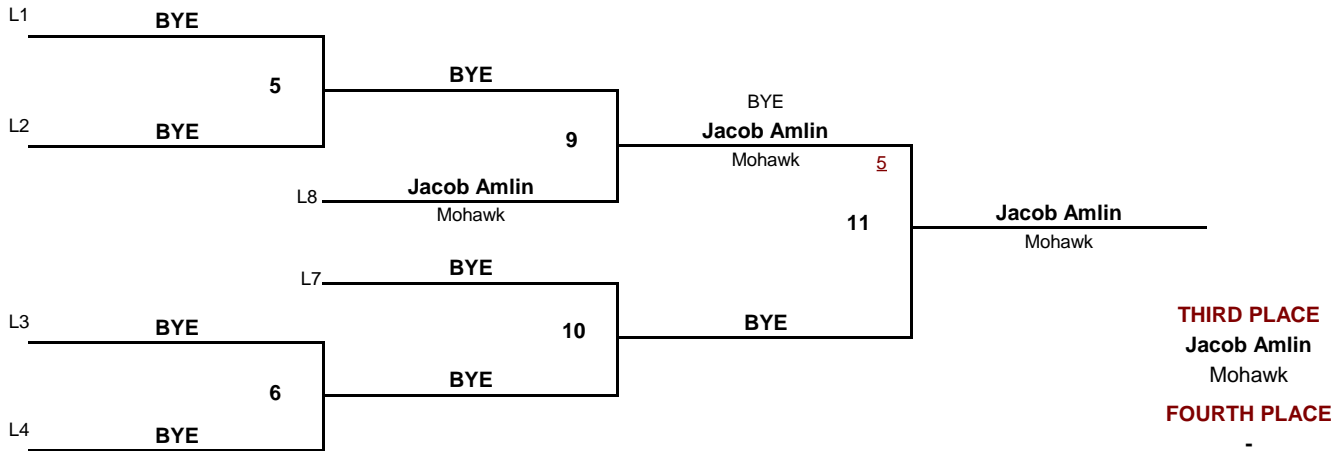 L1
BYE
5
BYE
L2
BYE
9
BYE
Jacob Amlin
Mohawk
5
L8
Jacob Amlin
Mohawk
11
Jacob Amlin
Mohawk
L7
BYE
L3
BYE
10
BYE
6
BYE
L4
BYE
THIRD PLACE
Jacob Amlin
Mohawk
FOURTH PLACE
-